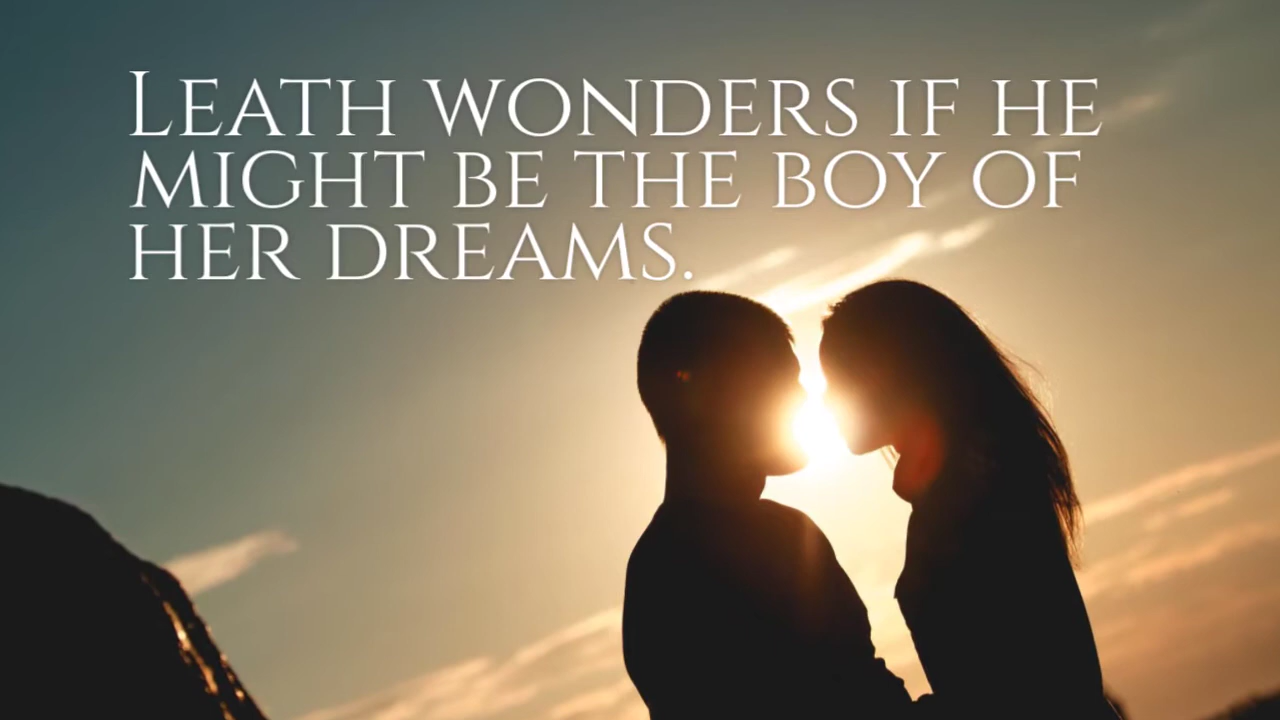 Leath wonders if he
might be the boy of
her dreams.